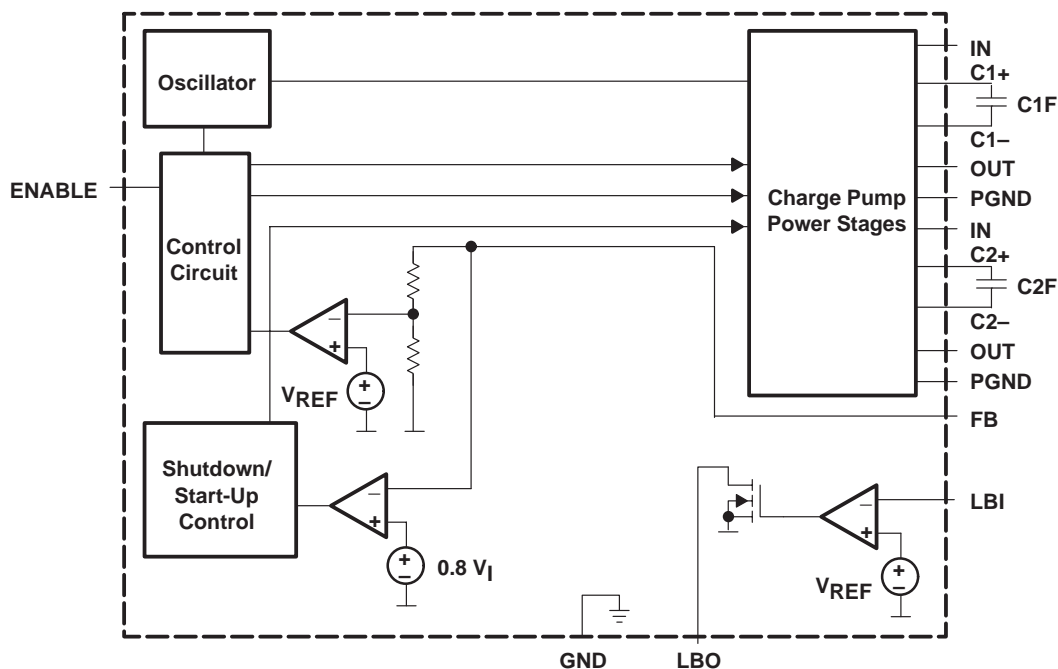 Oscillator
ENABLE
Control
Circuit
Charge Pump
Power Stages
IN
C1+
C1F
C1–
OUT
PGND
IN
C2+
C2F
C2–
OUT
PGND
FB
–
+
+
–
VREF
Shutdown/
Start-Up
Control
–
+
+
–
0.8 VI
LBI
–
+
+
–
VREF
GND
LBO